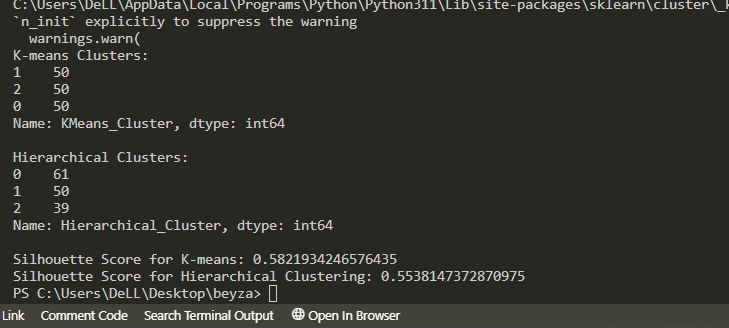 C:\Users\DeLL\AppData\Local\Programs\Python\Python311\Lib\site-packages\sklearn\cluster\_k
`n_init` explicitly to suppress the warning
  warnings.warn(
K-means Clusters:
1    50
2    50
0    50
Name: KMeans_Cluster, dtype: int64

Hierarchical Clusters:
0    61
1    50
2    39
Name: Hierarchical_Cluster, dtype: int64

Silhouette Score for K-means: 0.5821934246576435
Silhouette Score for Hierarchical Clustering: 0.5538147372870975
PS C:\Users\DeLL\Desktop\beyza>
Link Comment Code Search Terminal Output Open In Browser